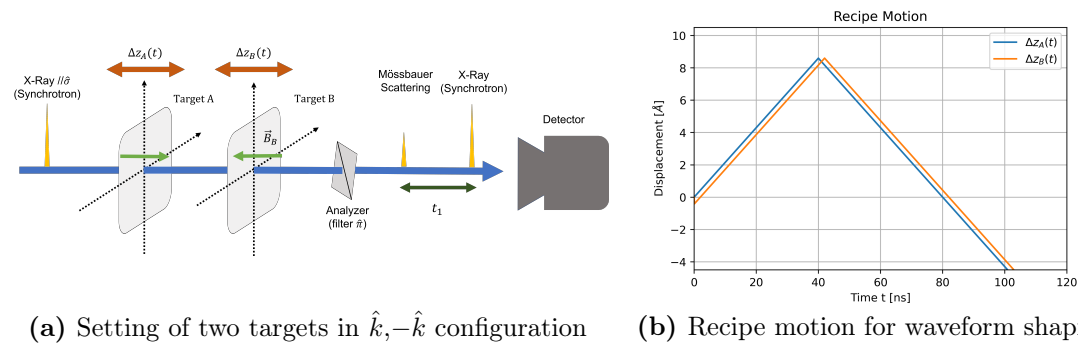 Δz_A(t)
Δz_B(t)
X-Ray //σ̂
(Synchrotron)
Target A
Target B
B⃗_B
Mössbauer
Scattering
X-Ray
(Synchrotron)
Detector
Analyzer
(filter π̂)
t₁
(a) Setting of two targets in k̂,−k̂ configuration
Recipe Motion
Δz_A(t)
Δz_B(t)
Displacement [Å]
10
8
6
4
2
0
−2
−4
0 20 40 60 80 100 120
Time t [ns]
(b) Recipe motion for waveform shap